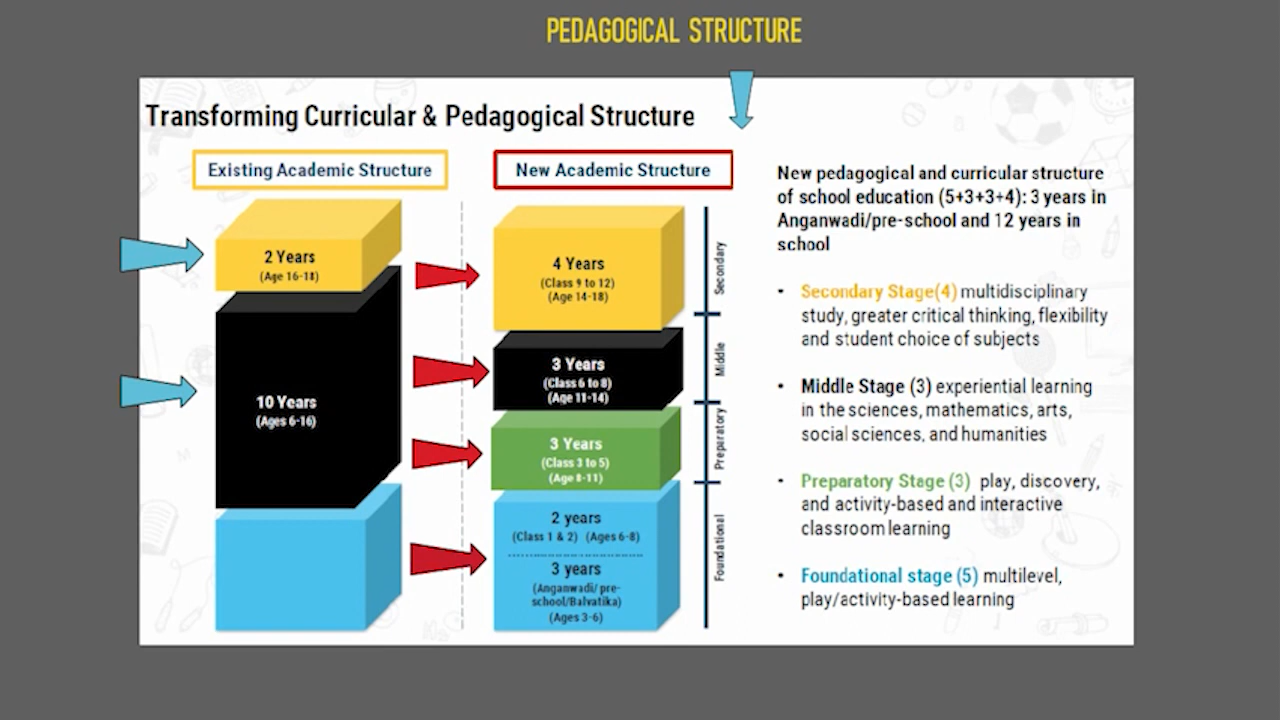 PEDAGOGICAL STRUCTURE
Transforming Curricular & Pedagogical Structure
Existing Academic Structure
2 Years
(Age 16-18)
10 Years
(Ages 6-16)
New Academic Structure
4 Years
(Class 9 to 12)
(Age 14-18)
Secondary
3 Years
(Class 6 to 8)
(Age 11-14)
Middle
3 Years
(Class 3 to 5)
(Age 8-11)
Preparatory
2 years
(Class 1 & 2) (Ages 6-8)
3 years
(Anganwadi/ pre-
school/Balvatika)
(Ages 3-6)
Foundational
New pedagogical and curricular structure
of school education (5+3+3+4): 3 years in
Anganwadi/pre-school and 12 years in
school
• Secondary Stage(4) multidisciplinary
study, greater critical thinking, flexibility
and student choice of subjects
• Middle Stage (3) experiential learning
in the sciences, mathematics, arts,
social sciences, and humanities
• Preparatory Stage (3) play, discovery,
and activity-based and interactive
classroom learning
• Foundational stage (5) multilevel,
play/activity-based learning